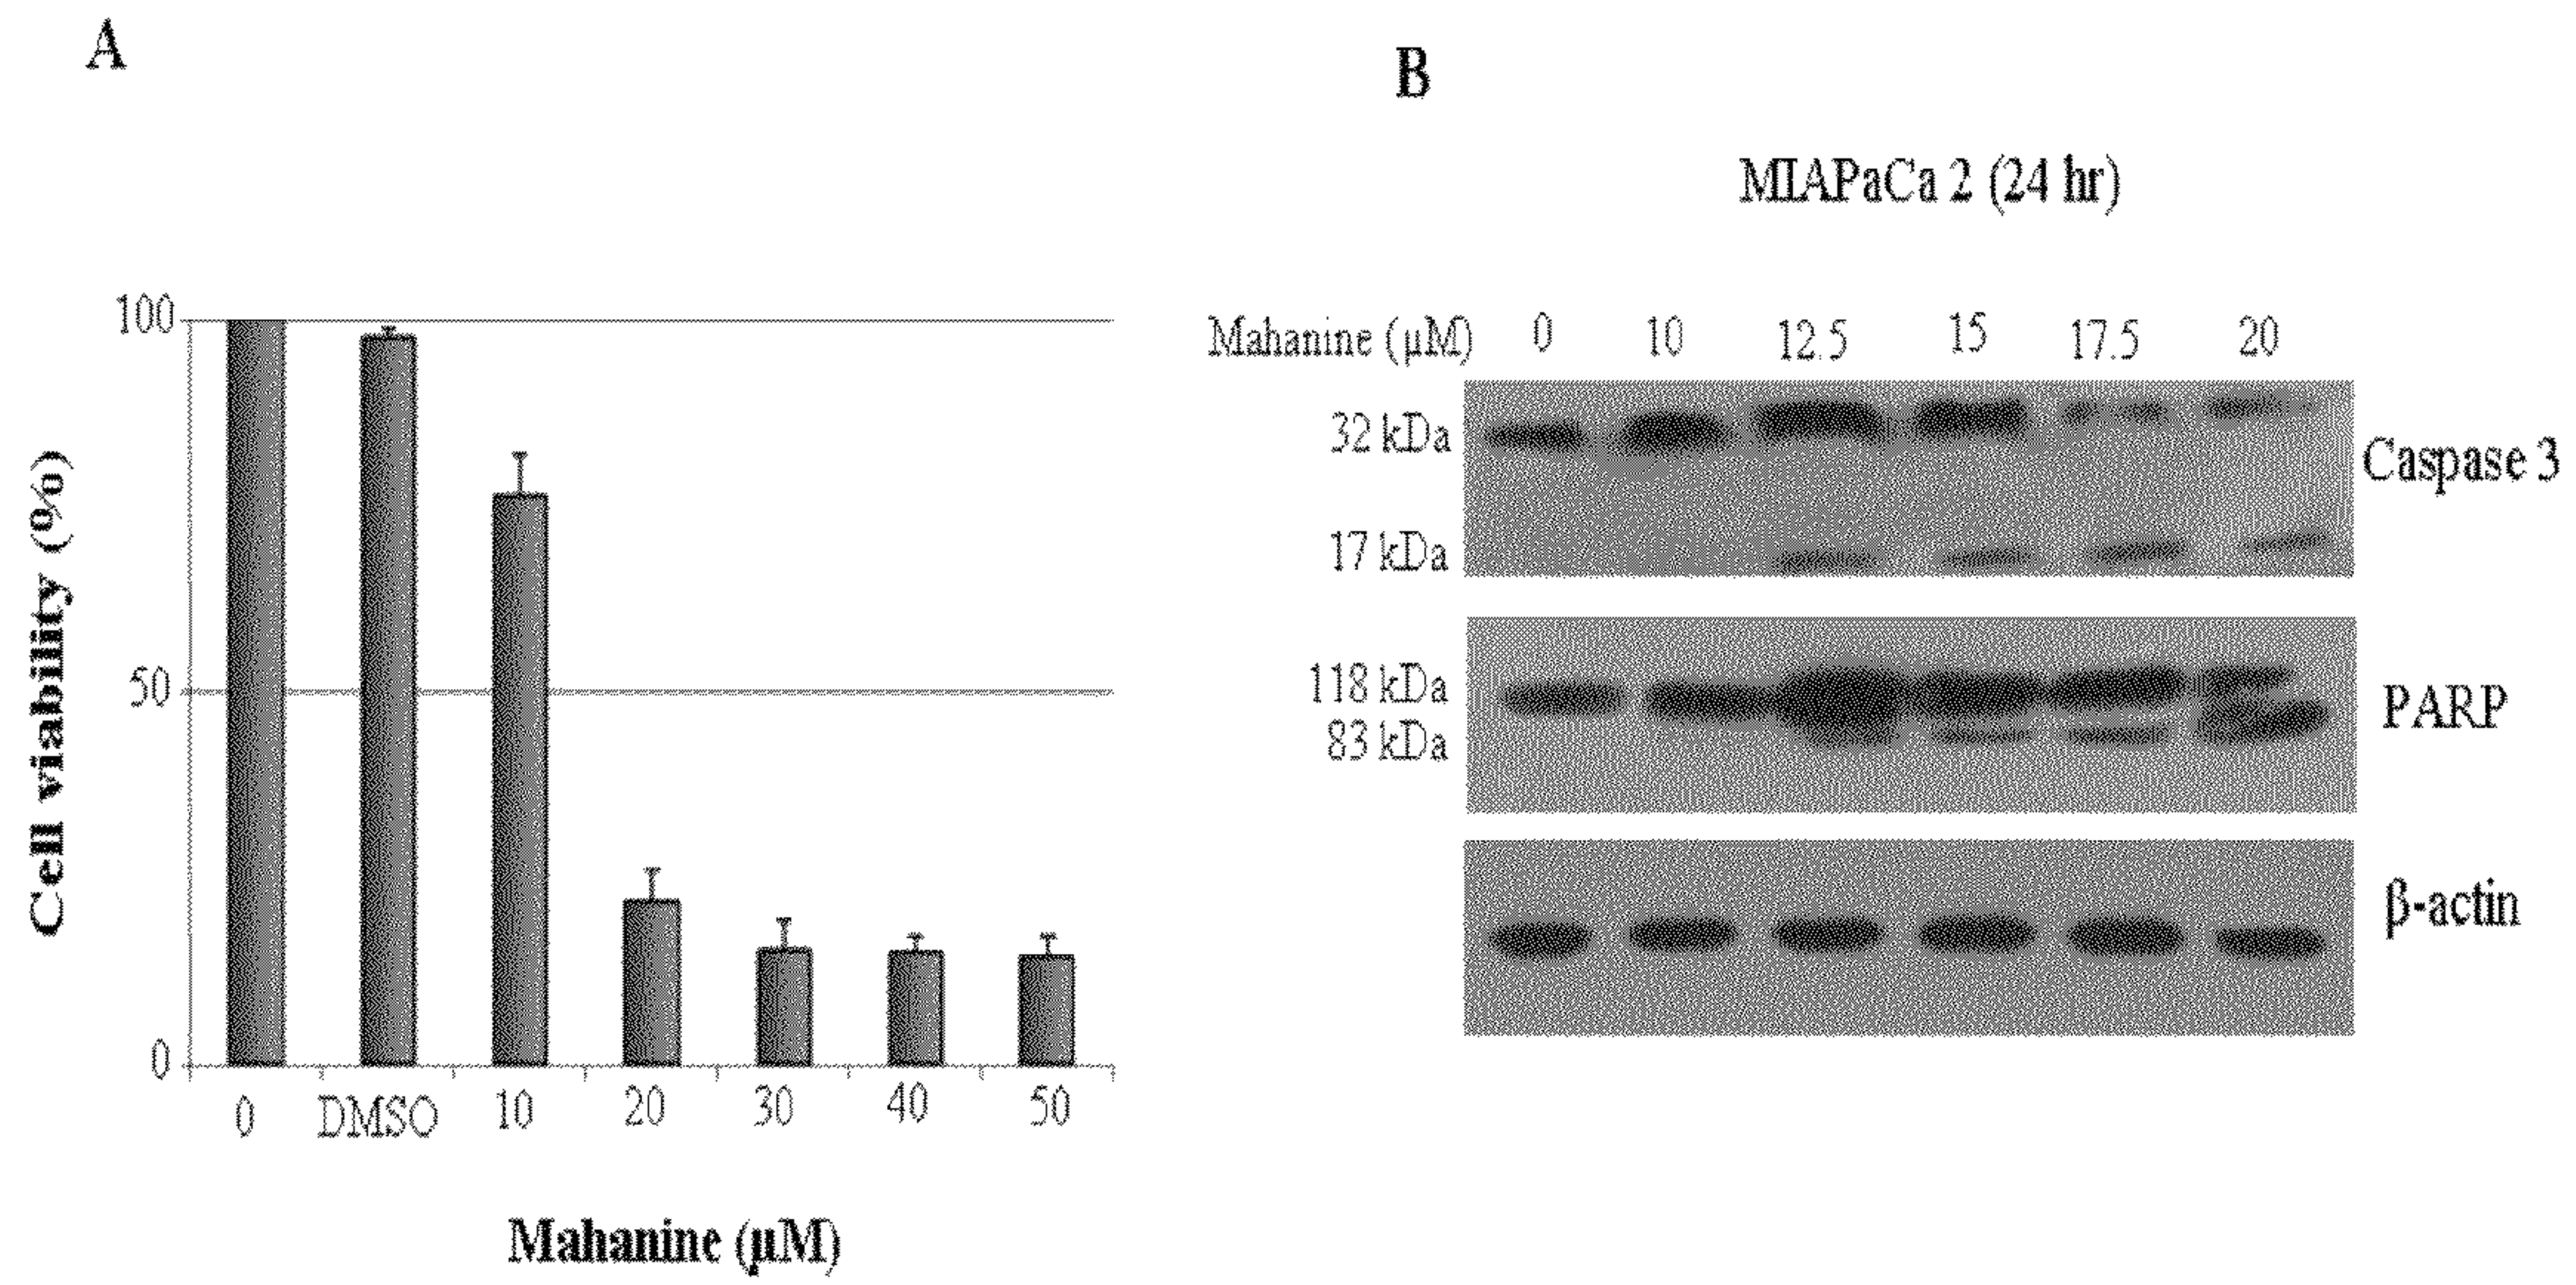 A
Cell viability (%)
100
50
0
0 DMSO 10 20 30 40 50
Mahanine (µM)
B
MIAPaCa 2 (24 hr)
Mahanine (µM) 0 10 12.5 15 17.5 20
32 kDa
17 kDa
Caspase 3
118 kDa
83 kDa
PARP
β-actin